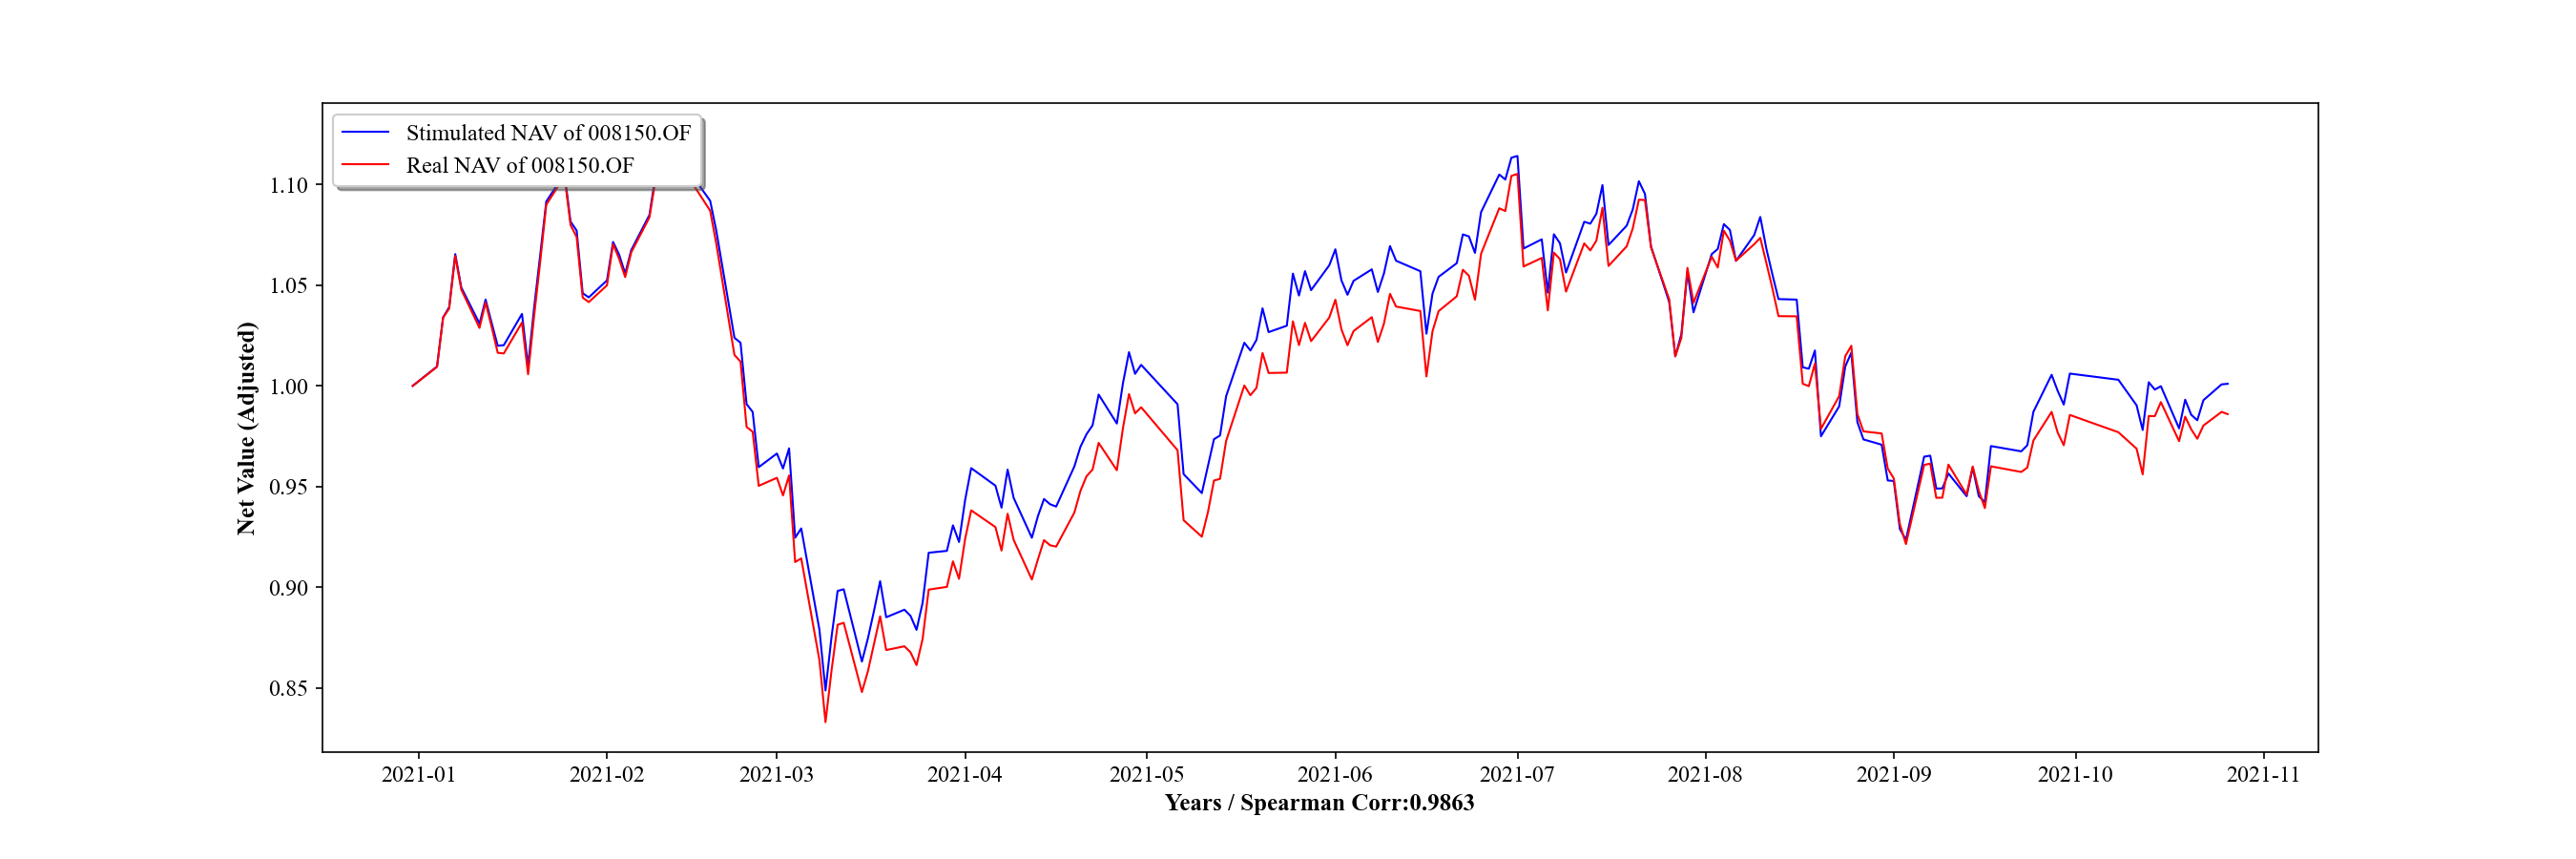 Stimulated NAV of 008150.OF
Real NAV of 008150.OF
1.10
1.05
1.00
0.95
0.90
0.85
Net Value (Adjusted)
2021-01 2021-02 2021-03 2021-04 2021-05 2021-06 2021-07 2021-08 2021-09 2021-10 2021-11
Years / Spearman Corr:0.9863